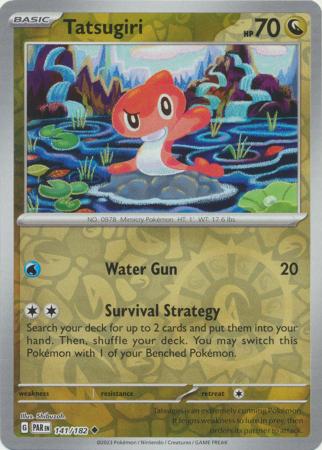 BASIC
Tatsugiri
HP 70
NO. 0978 Mimicry Pokémon HT: 1' WT: 17.6 lbs
Water Gun 20
Survival Strategy
Search your deck for up to 2 cards and put them into
your hand. Then, shuffle your deck. You may switch this
Pokémon with 1 of your Benched Pokémon.
weakness resistance retreat
Illus. Shibuzoh.
Tatsugiri is an extremely cunning
Pokémon. It feigns weakness to lure in prey, then
orders its partner to attack.
G PAR EN 141/182
©2023 Pokémon / Nintendo / Creatures / GAME FREAK